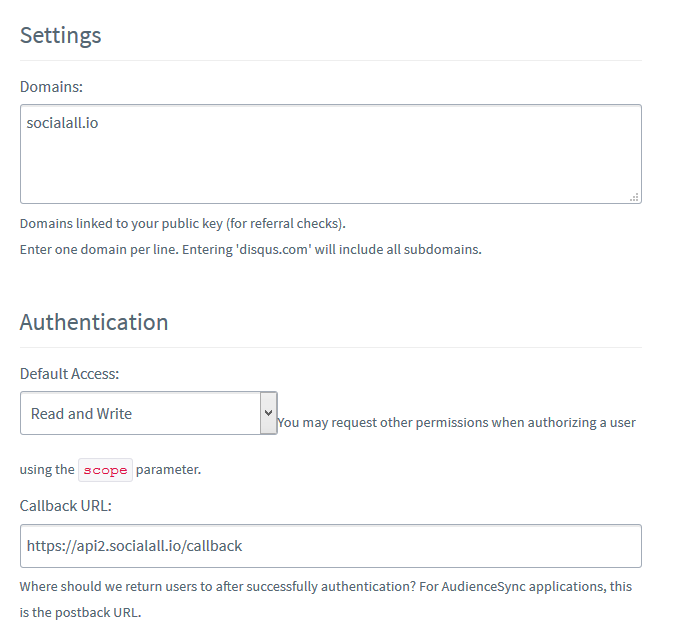 Settings
Domains:
socialall.io
Domains linked to your public key (for referral checks).
Enter one domain per line. Entering 'disqus.com' will include all subdomains.
Authentication
Default Access:
Read and Write
You may request other permissions when authorizing a user
using the scope parameter.
Callback URL:
https://api2.socialall.io/callback
Where should we return users to after successfully authentication? For AudienceSync applications, this
is the postback URL.